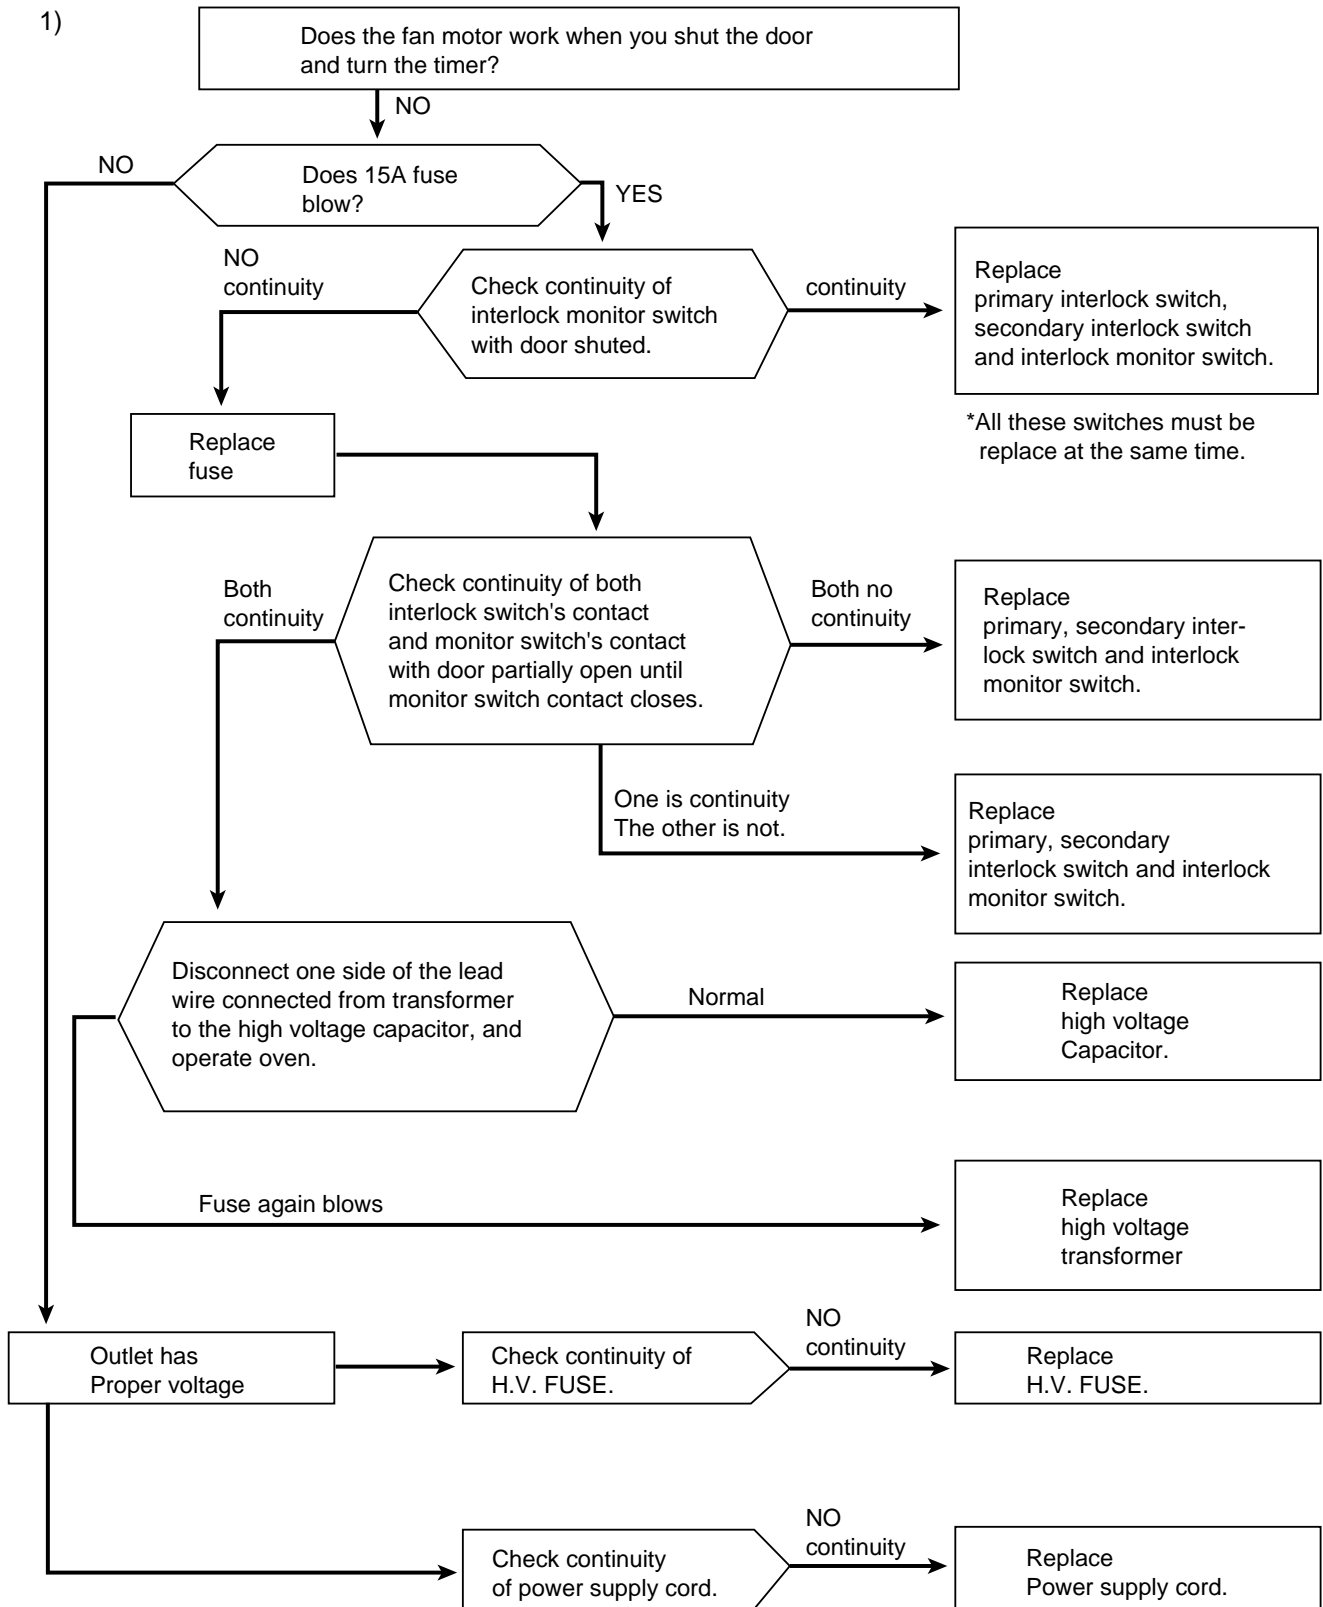 1)
Does the fan motor work when you shut the door
and turn the timer?
NO
NO
Does 15A fuse
blow?
YES
NO
continuity
Check continuity of
interlock monitor switch
with door shuted.
continuity
Replace
primary interlock switch,
secondary interlock switch
and interlock monitor switch.
*All these switches must be
replace at the same time.
Replace
fuse
Both
continuity
Check continuity of both
interlock switch's contact
and monitor switch's contact
with door partially open until
monitor switch contact closes.
Both no
continuity
Replace
primary, secondary inter-
lock switch and interlock
monitor switch.
One is continuity
The other is not.
Replace
primary, secondary
interlock switch and interlock
monitor switch.
Disconnect one side of the lead
wire connected from transformer
to the high voltage capacitor, and
operate oven.
Normal
Replace
high voltage
Capacitor.
Fuse again blows
Replace
high voltage
transformer
Outlet has
Proper voltage
Check continuity of
H.V. FUSE.
NO
continuity
Replace
H.V. FUSE.
Check continuity
of power supply cord.
NO
continuity
Replace
Power supply cord.